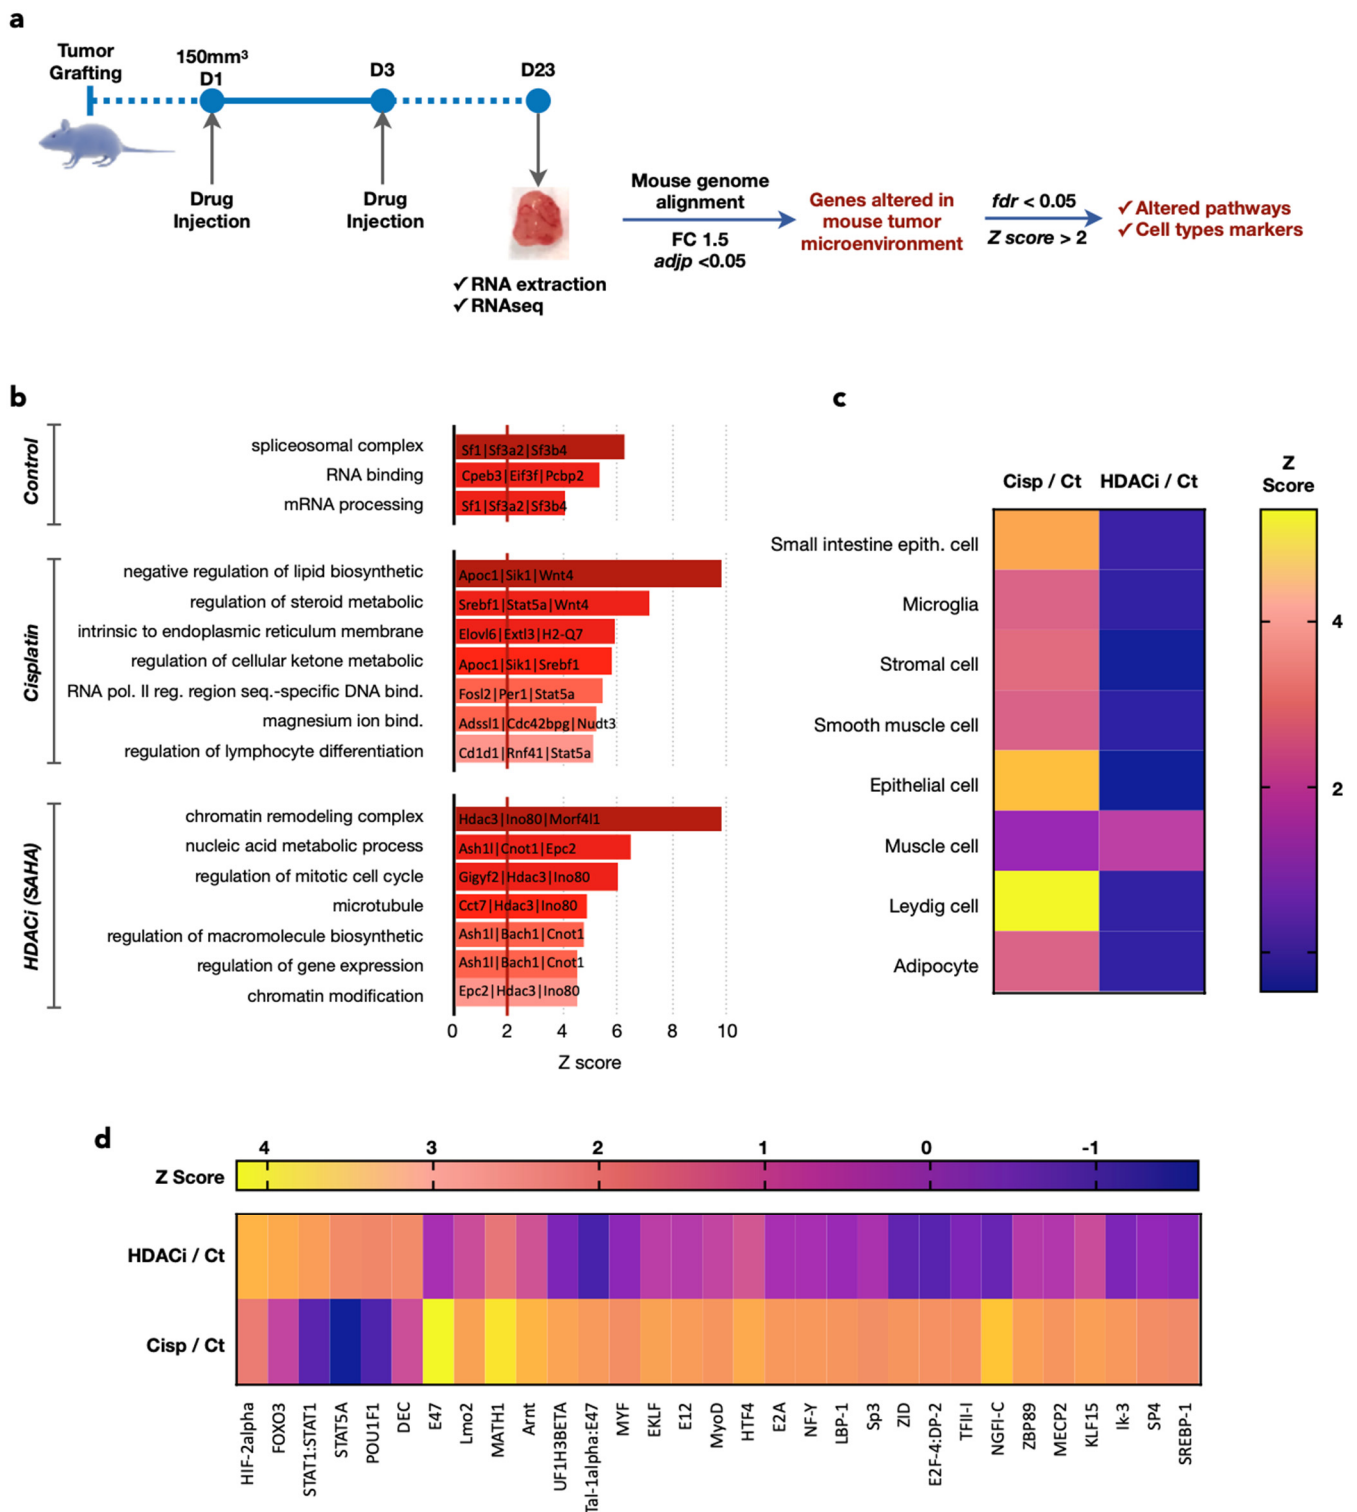 a
Tumor
Grafting
150mm³
D1
D3
D23
Drug
Injection
Drug
Injection
✓RNA extraction
✓RNAseq
Mouse genome
alignment
FC 1.5
adjp <0.05
Genes altered in
mouse tumor
microenvironment
fdr < 0.05
Z score > 2
✓Altered pathways
✓Cell types markers
b
Control
spliceosomal complex
Sf1|Sf3a2|Sf3b4
RNA binding
Cpeb3|Eif3f|Pcbp2
mRNA processing
Sf1|Sf3a2|Sf3b4
Cisplatin
negative regulation of lipid biosynthetic
Apoc1|Sik1|Wnt4
regulation of steroid metabolic
Srebf1|Stat5a|Wnt4
intrinsic to endoplasmic reticulum membrane
Elovl6|Extl3|H2-Q7
regulation of cellular ketone metabolic
Apoc1|Sik1|Srebf1
RNA pol. II reg. region seq.-specific DNA bind.
Fosl2|Per1|Stat5a
magnesium ion bind.
Adssl1|Cdc42bpg|Nudt3
regulation of lymphocyte differentiation
Cd1d1|Rnf41|Stat5a
HDACi (SAHA)
chromatin remodeling complex
Hdac3|Ino80|Morf4l1
nucleic acid metabolic process
Ash1l|Cnot1|Epc2
regulation of mitotic cell cycle
Gigyf2|Hdac3|Ino80
microtubule
Cct7|Hdac3|Ino80
regulation of macromolecule biosynthetic
Ash1l|Bach1|Cnot1
regulation of gene expression
Ash1l|Bach1|Cnot1
chromatin modification
Epc2|Hdac3|Ino80
0 2 4 6 8 10
Z score
c
Cisp / Ct HDACi / Ct
Z
Score
Small intestine epith. cell
Microglia
Stromal cell
Smooth muscle cell
Epithelial cell
Muscle cell
Leydig cell
Adipocyte
4
2
d
4 3 2 1 0 -1
Z Score
HDACi / Ct
Cisp / Ct
HIF-2alpha
FOXO3
STAT1:STAT1
STAT5A
POU1F1
DEC
E47
Lmo2
MATH1
Arnt
UF1H3BETA
Tal-1alpha:E47
MYF
EKLF
E12
MyoD
HTF4
E2A
NF-Y
LBP-1
Sp3
ZID
E2F-4:DP-2
TFII-I
NGFI-C
ZBP89
MECP2
KLF15
Ik-3
SP4
SREBP-1